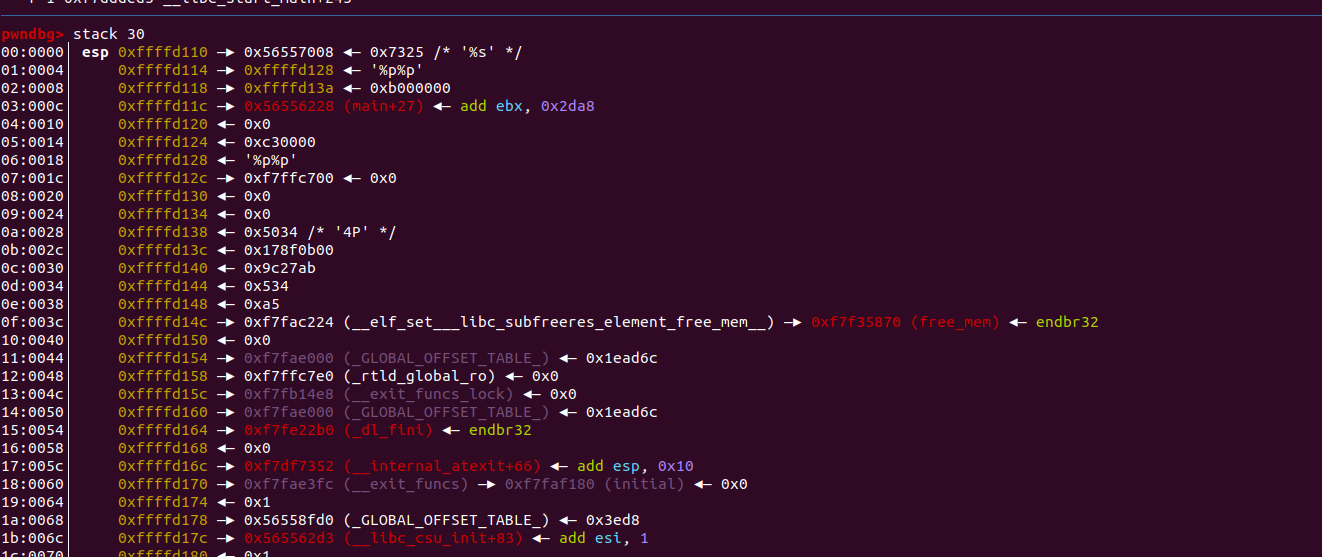 pwndbg> stack 30
00:0000│ esp 0xffffd110 —▸ 0x56557008 ◂— 0x7325 /* '%s' */
01:0004│     0xffffd114 —▸ 0xffffd128 ◂— '%p%p'
02:0008│     0xffffd118 —▸ 0xffffd13a ◂— 0xb000000
03:000c│     0xffffd11c —▸ 0x56556228 (main+27) ◂— add ebx, 0x2da8
04:0010│     0xffffd120 ◂— 0x0
05:0014│     0xffffd124 ◂— 0xc30000
06:0018│     0xffffd128 ◂— '%p%p'
07:001c│     0xffffd12c —▸ 0xf7ffc700 ◂— 0x0
08:0020│     0xffffd130 ◂— 0x0
09:0024│     0xffffd134 ◂— 0x0
0a:0028│     0xffffd138 ◂— 0x5034 /* '4P' */
0b:002c│     0xffffd13c ◂— 0x178f0b00
0c:0030│     0xffffd140 ◂— 0x9c27ab
0d:0034│     0xffffd144 ◂— 0x534
0e:0038│     0xffffd148 ◂— 0xa5
0f:003c│     0xffffd14c —▸ 0xf7fac224 (__elf_set___libc_subfreeres_element_free_mem__) —▸ 0xf7f35870 (free_mem) ◂— endbr32
10:0040│     0xffffd150 ◂— 0x0
11:0044│     0xffffd154 —▸ 0xf7fae000 (_GLOBAL_OFFSET_TABLE_) ◂— 0x1ead6c
12:0048│     0xffffd158 —▸ 0xf7ffc7e0 (_rtld_global_ro) ◂— 0x0
13:004c│     0xffffd15c —▸ 0xf7fb14e8 (__exit_funcs_lock) ◂— 0x0
14:0050│     0xffffd160 —▸ 0xf7fae000 (_GLOBAL_OFFSET_TABLE_) ◂— 0x1ead6c
15:0054│     0xffffd164 —▸ 0xf7fe22b0 (_dl_fini) ◂— endbr32
16:0058│     0xffffd168 ◂— 0x0
17:005c│     0xffffd16c —▸ 0xf7df7352 (__internal_atexit+66) ◂— add esp, 0x10
18:0060│     0xffffd170 —▸ 0xf7fae3fc (__exit_funcs) —▸ 0xf7faf180 (initial) ◂— 0x0
19:0064│     0xffffd174 ◂— 0x1
1a:0068│     0xffffd178 —▸ 0x56558fd0 (_GLOBAL_OFFSET_TABLE_) ◂— 0x3ed8
1b:006c│     0xffffd17c —▸ 0x565562d3 (__libc_csu_init+83) ◂— add esi, 1
1c:0070│     0xffffd180 ◂— 0x1